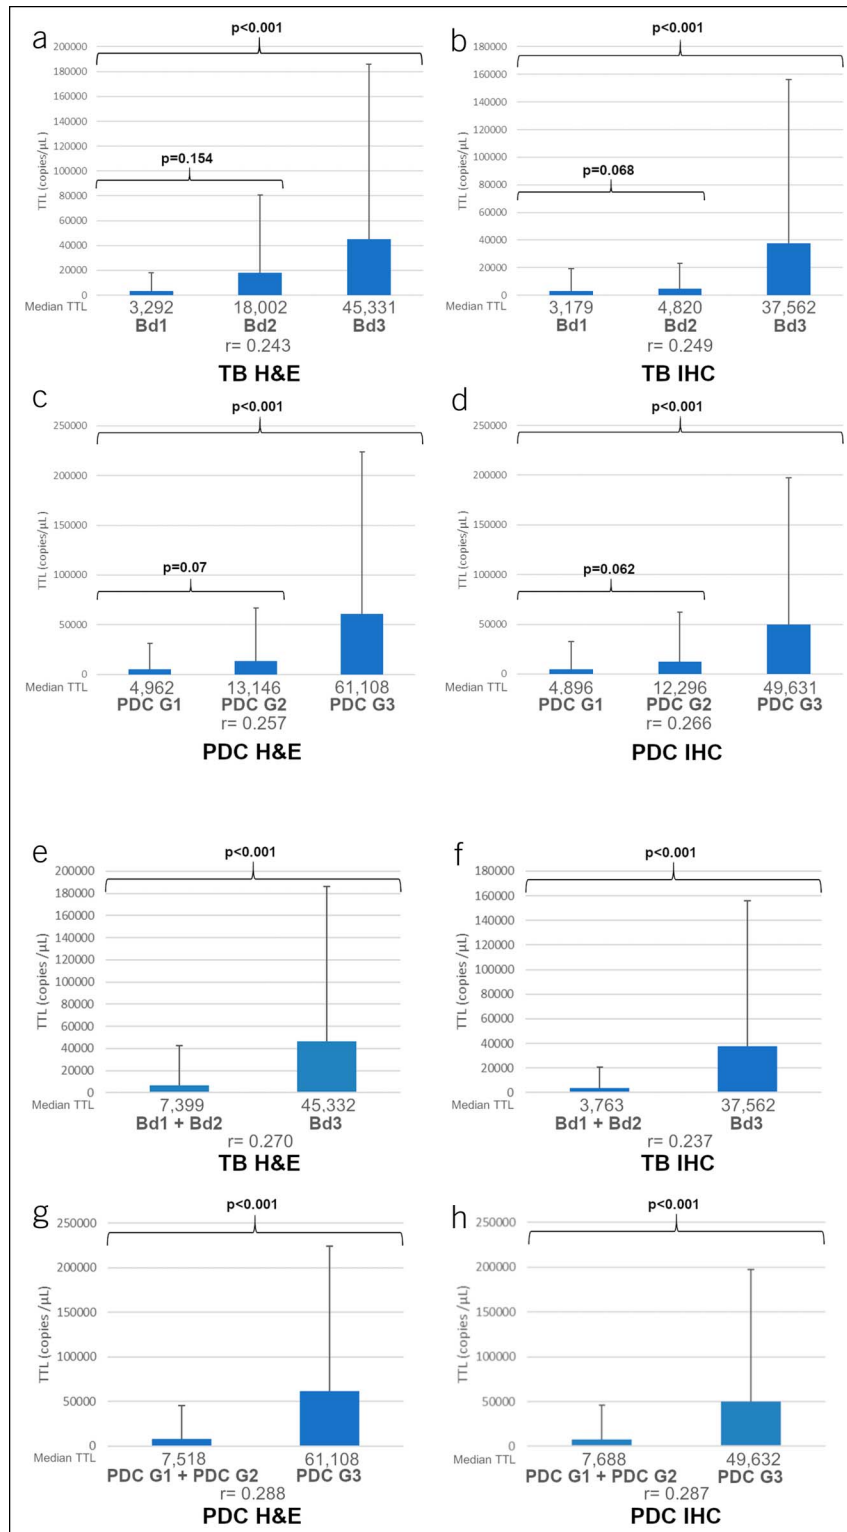 a
p<0.001
200000
180000
160000
140000
120000
100000
80000
60000
40000
20000
0
TTL (copies/µL)
p=0.154
Median TTL 3,292 18,002 45,331
Bd1 Bd2 Bd3
r= 0.243
TB H&E
b
p<0.001
180000
160000
140000
120000
100000
80000
60000
40000
20000
0
TTL (copies/µL)
p=0.068
Median TTL 3,179 4,820 37,562
Bd1 Bd2 Bd3
r= 0.249
TB IHC
c
p<0.001
250000
200000
150000
100000
50000
0
TTL (copies/µL)
p=0.07
Median TTL 4,962 13,146 61,108
PDC G1 PDC G2 PDC G3
r= 0.257
PDC H&E
d
p<0.001
250000
200000
150000
100000
50000
0
TTL (copies/µL)
p=0.062
Median TTL 4.896 12,296 49,631
PDC G1 PDC G2 PDC G3
r= 0.266
PDC IHC
e
p<0.001
200000
180000
160000
140000
120000
100000
80000
60000
40000
20000
0
TTL (copies /µL)
Median TTL 7,399 45,332
Bd1 + Bd2 Bd3
r= 0.270
TB H&E
f
p<0.001
180000
160000
140000
120000
100000
80000
60000
40000
20000
0
TTL (copies/µL)
Median TTL 3,763 37,562
Bd1 + Bd2 Bd3
r= 0.237
TB IHC
g
p<0.001
250000
200000
150000
100000
50000
0
TTL (copies /µL)
Median TTL 7,518 61,108
PDC G1 + PDC G2 PDC G3
r= 0.288
PDC H&E
h
p<0.001
250000
200000
150000
100000
50000
0
TTL (copies/µL)
Median TTL 7,688 49,632
PDC G1 + PDC G2 PDC G3
r= 0.287
PDC IHC